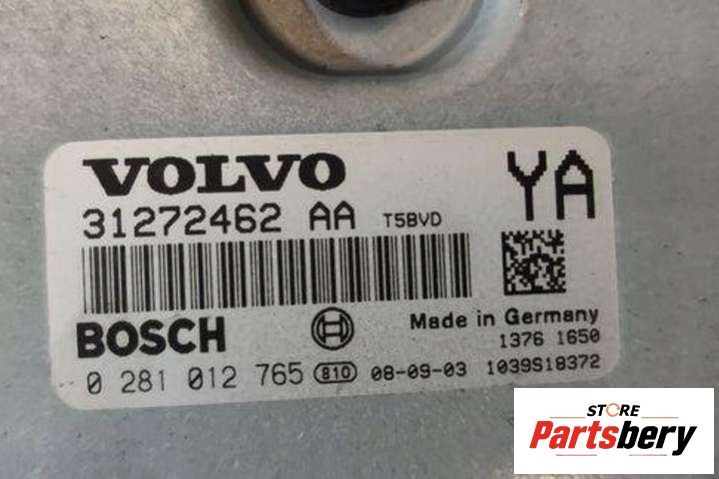 VOLVO YA
31272462 AA T5BVD
BOSCH Made in Germany
1376 1650
0 281 012 765 810 08-09-03 1039S18372
STORE
Partsbery